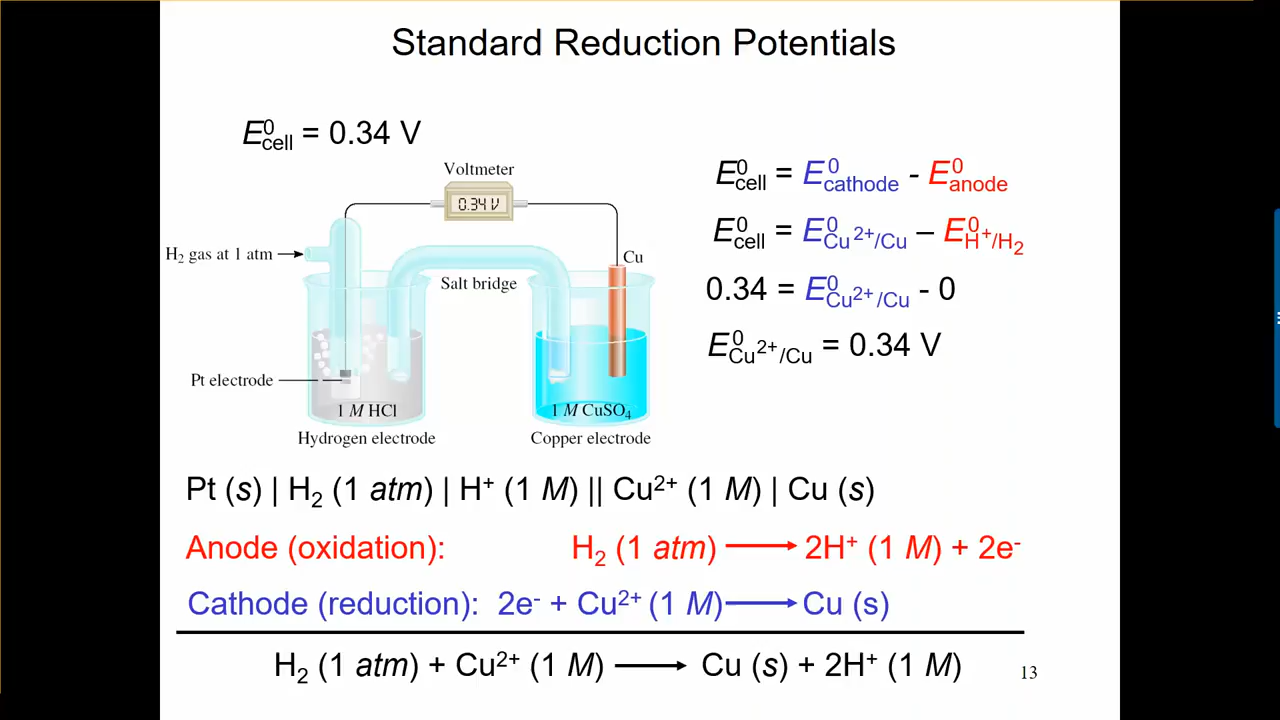 Standard Reduction Potentials
E⁰cell = 0.34 V
Voltmeter
0.34 V
H₂ gas at 1 atm
Cu
Salt bridge
Pt electrode
1 M HCl
1 M CuSO₄
Hydrogen electrode
Copper electrode
E⁰cell = E⁰cathode - E⁰anode
E⁰cell = E⁰Cu²⁺/Cu – E⁰H⁺/H₂
0.34 = E⁰Cu²⁺/Cu - 0
E⁰Cu²⁺/Cu = 0.34 V
Pt (s) | H₂ (1 atm) | H⁺ (1 M) || Cu²⁺ (1 M) | Cu (s)
Anode (oxidation): H₂ (1 atm) ⟶ 2H⁺ (1 M) + 2e⁻
Cathode (reduction): 2e⁻ + Cu²⁺ (1 M) ⟶ Cu (s)
H₂ (1 atm) + Cu²⁺ (1 M) ⟶ Cu (s) + 2H⁺ (1 M)
13